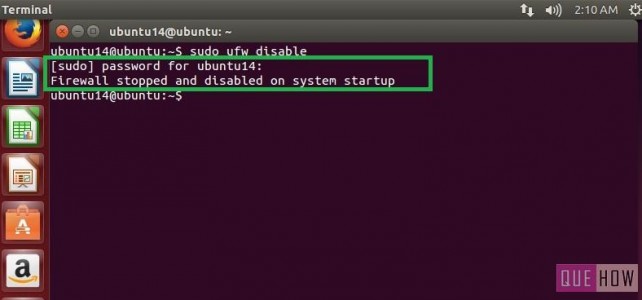 Terminal
2:10 AM
ubuntu14@ubuntu: ~
ubuntu14@ubuntu:~$ sudo ufw disable
[sudo] password for ubuntu14:
Firewall stopped and disabled on system startup
ubuntu14@ubuntu:~$
A
a
QUE HOW